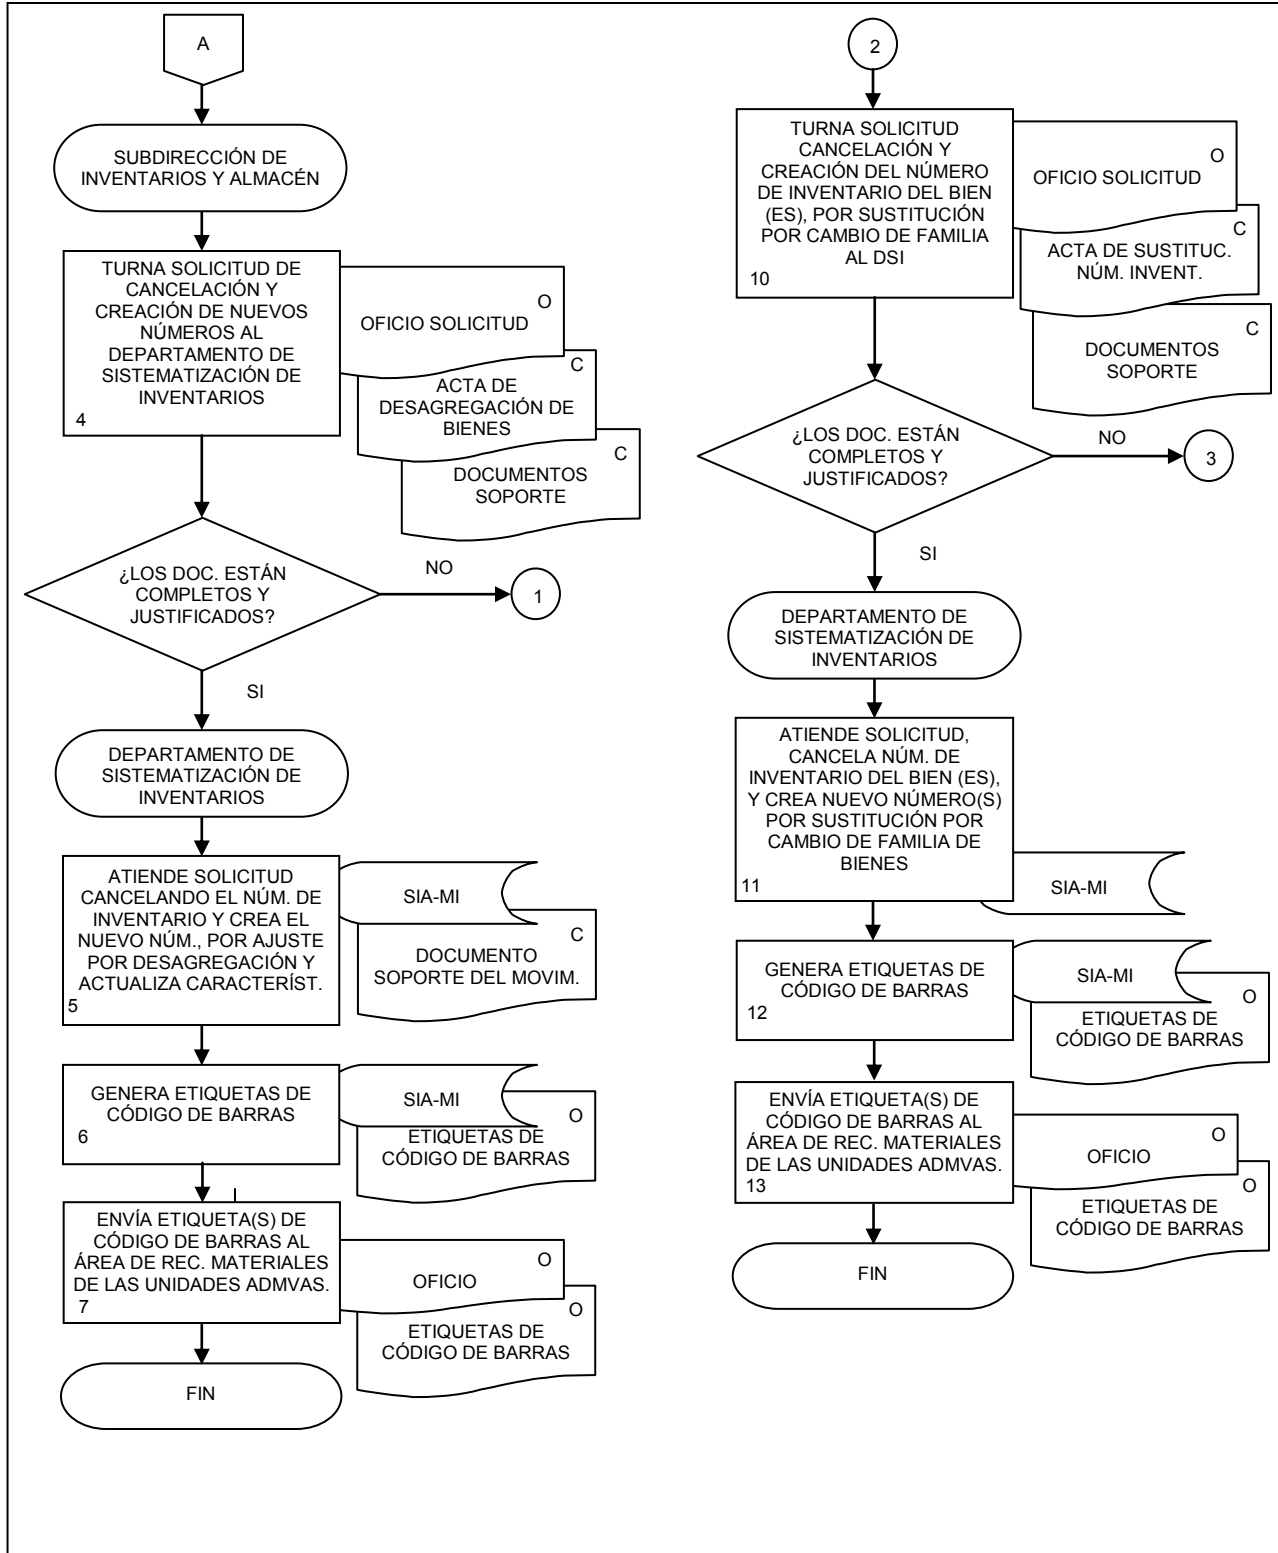 A
SUBDIRECCIÓN DE
INVENTARIOS Y ALMACÉN
TURNA SOLICITUD DE
CANCELACIÓN Y
CREACIÓN DE NUEVOS
NÚMEROS AL
DEPARTAMENTO DE
SISTEMATIZACIÓN DE
INVENTARIOS
4
O
OFICIO SOLICITUD
C
ACTA DE
DESAGREGACIÓN DE
BIENES
C
DOCUMENTOS
SOPORTE
¿LOS DOC. ESTÁN
COMPLETOS Y
JUSTIFICADOS?
NO
1
SI
DEPARTAMENTO DE
SISTEMATIZACIÓN DE
INVENTARIOS
ATIENDE SOLICITUD
CANCELANDO EL NÚM. DE
INVENTARIO Y CREA EL
NUEVO NÚM., POR AJUSTE
POR DESAGREGACIÓN Y
ACTUALIZA CARACTERÍST.
5
SIA-MI
C
DOCUMENTO
SOPORTE DEL MOVIM.
GENERA ETIQUETAS DE
CÓDIGO DE BARRAS
6
SIA-MI
O
ETIQUETAS DE
CÓDIGO DE BARRAS
ENVÍA ETIQUETA(S) DE
CÓDIGO DE BARRAS AL
ÁREA DE REC. MATERIALES
DE LAS UNIDADES ADMVAS.
7
O
OFICIO
O
ETIQUETAS DE
CÓDIGO DE BARRAS
FIN
2
TURNA SOLICITUD
CANCELACIÓN Y
CREACIÓN DEL NÚMERO
DE INVENTARIO DEL BIEN
(ES), POR SUSTITUCIÓN
POR CAMBIO DE FAMILIA
AL DSI
10
O
OFICIO SOLICITUD
C
ACTA DE SUSTITUC.
NÚM. INVENT.
C
DOCUMENTOS
SOPORTE
¿LOS DOC. ESTÁN
COMPLETOS Y
JUSTIFICADOS?
NO
3
SI
DEPARTAMENTO DE
SISTEMATIZACIÓN DE
INVENTARIOS
ATIENDE SOLICITUD,
CANCELA NÚM. DE
INVENTARIO DEL BIEN (ES),
Y CREA NUEVO NÚMERO(S)
POR SUSTITUCIÓN POR
CAMBIO DE FAMILIA DE
BIENES
11
SIA-MI
GENERA ETIQUETAS DE
CÓDIGO DE BARRAS
12
SIA-MI
O
ETIQUETAS DE
CÓDIGO DE BARRAS
ENVÍA ETIQUETA(S) DE
CÓDIGO DE BARRAS AL
ÁREA DE REC. MATERIALES
DE LAS UNIDADES ADMVAS.
13
O
OFICIO
O
ETIQUETAS DE
CÓDIGO DE BARRAS
FIN